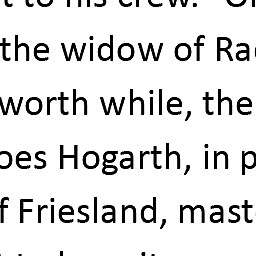 to his crew.
the widow of Ra
worth while, the
oes Hogarth, in p
f Friesland, mast